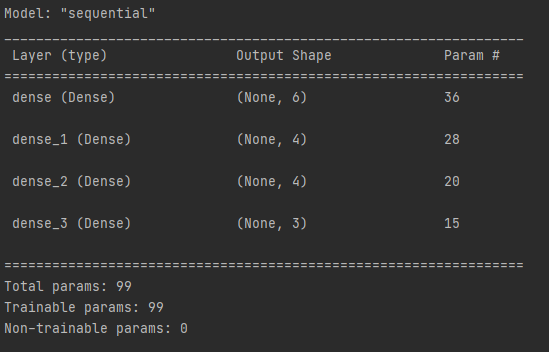 Model: "sequential"
_________________________________________________________________
Layer (type) Output Shape Param #
=================================================================
dense (Dense) (None, 6) 36
dense_1 (Dense) (None, 4) 28
dense_2 (Dense) (None, 4) 20
dense_3 (Dense) (None, 3) 15
=================================================================
Total params: 99
Trainable params: 99
Non-trainable params: 0